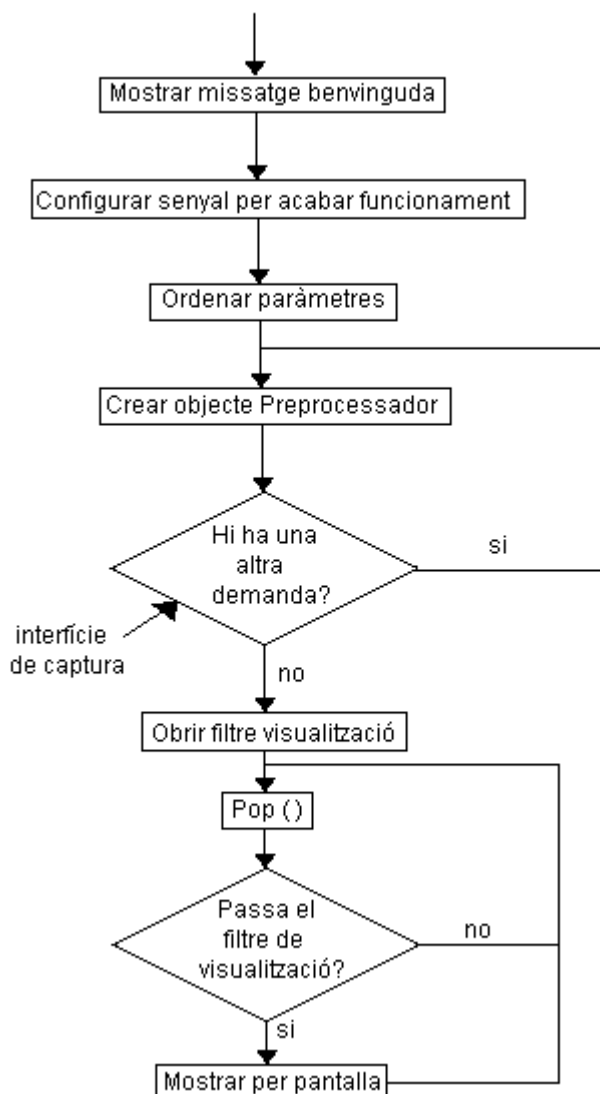 Mostrar missatge benvinguda
Configurar senyal per acabar funcionament
Ordenar paràmetres
Crear objecte Preprocessador
Hi ha una
altra
demanda?
si
interfície
de captura
no
Obrir filtre visualització
Pop ( )
Passa el
filtre de
visualització?
no
si
Mostrar per pantalla